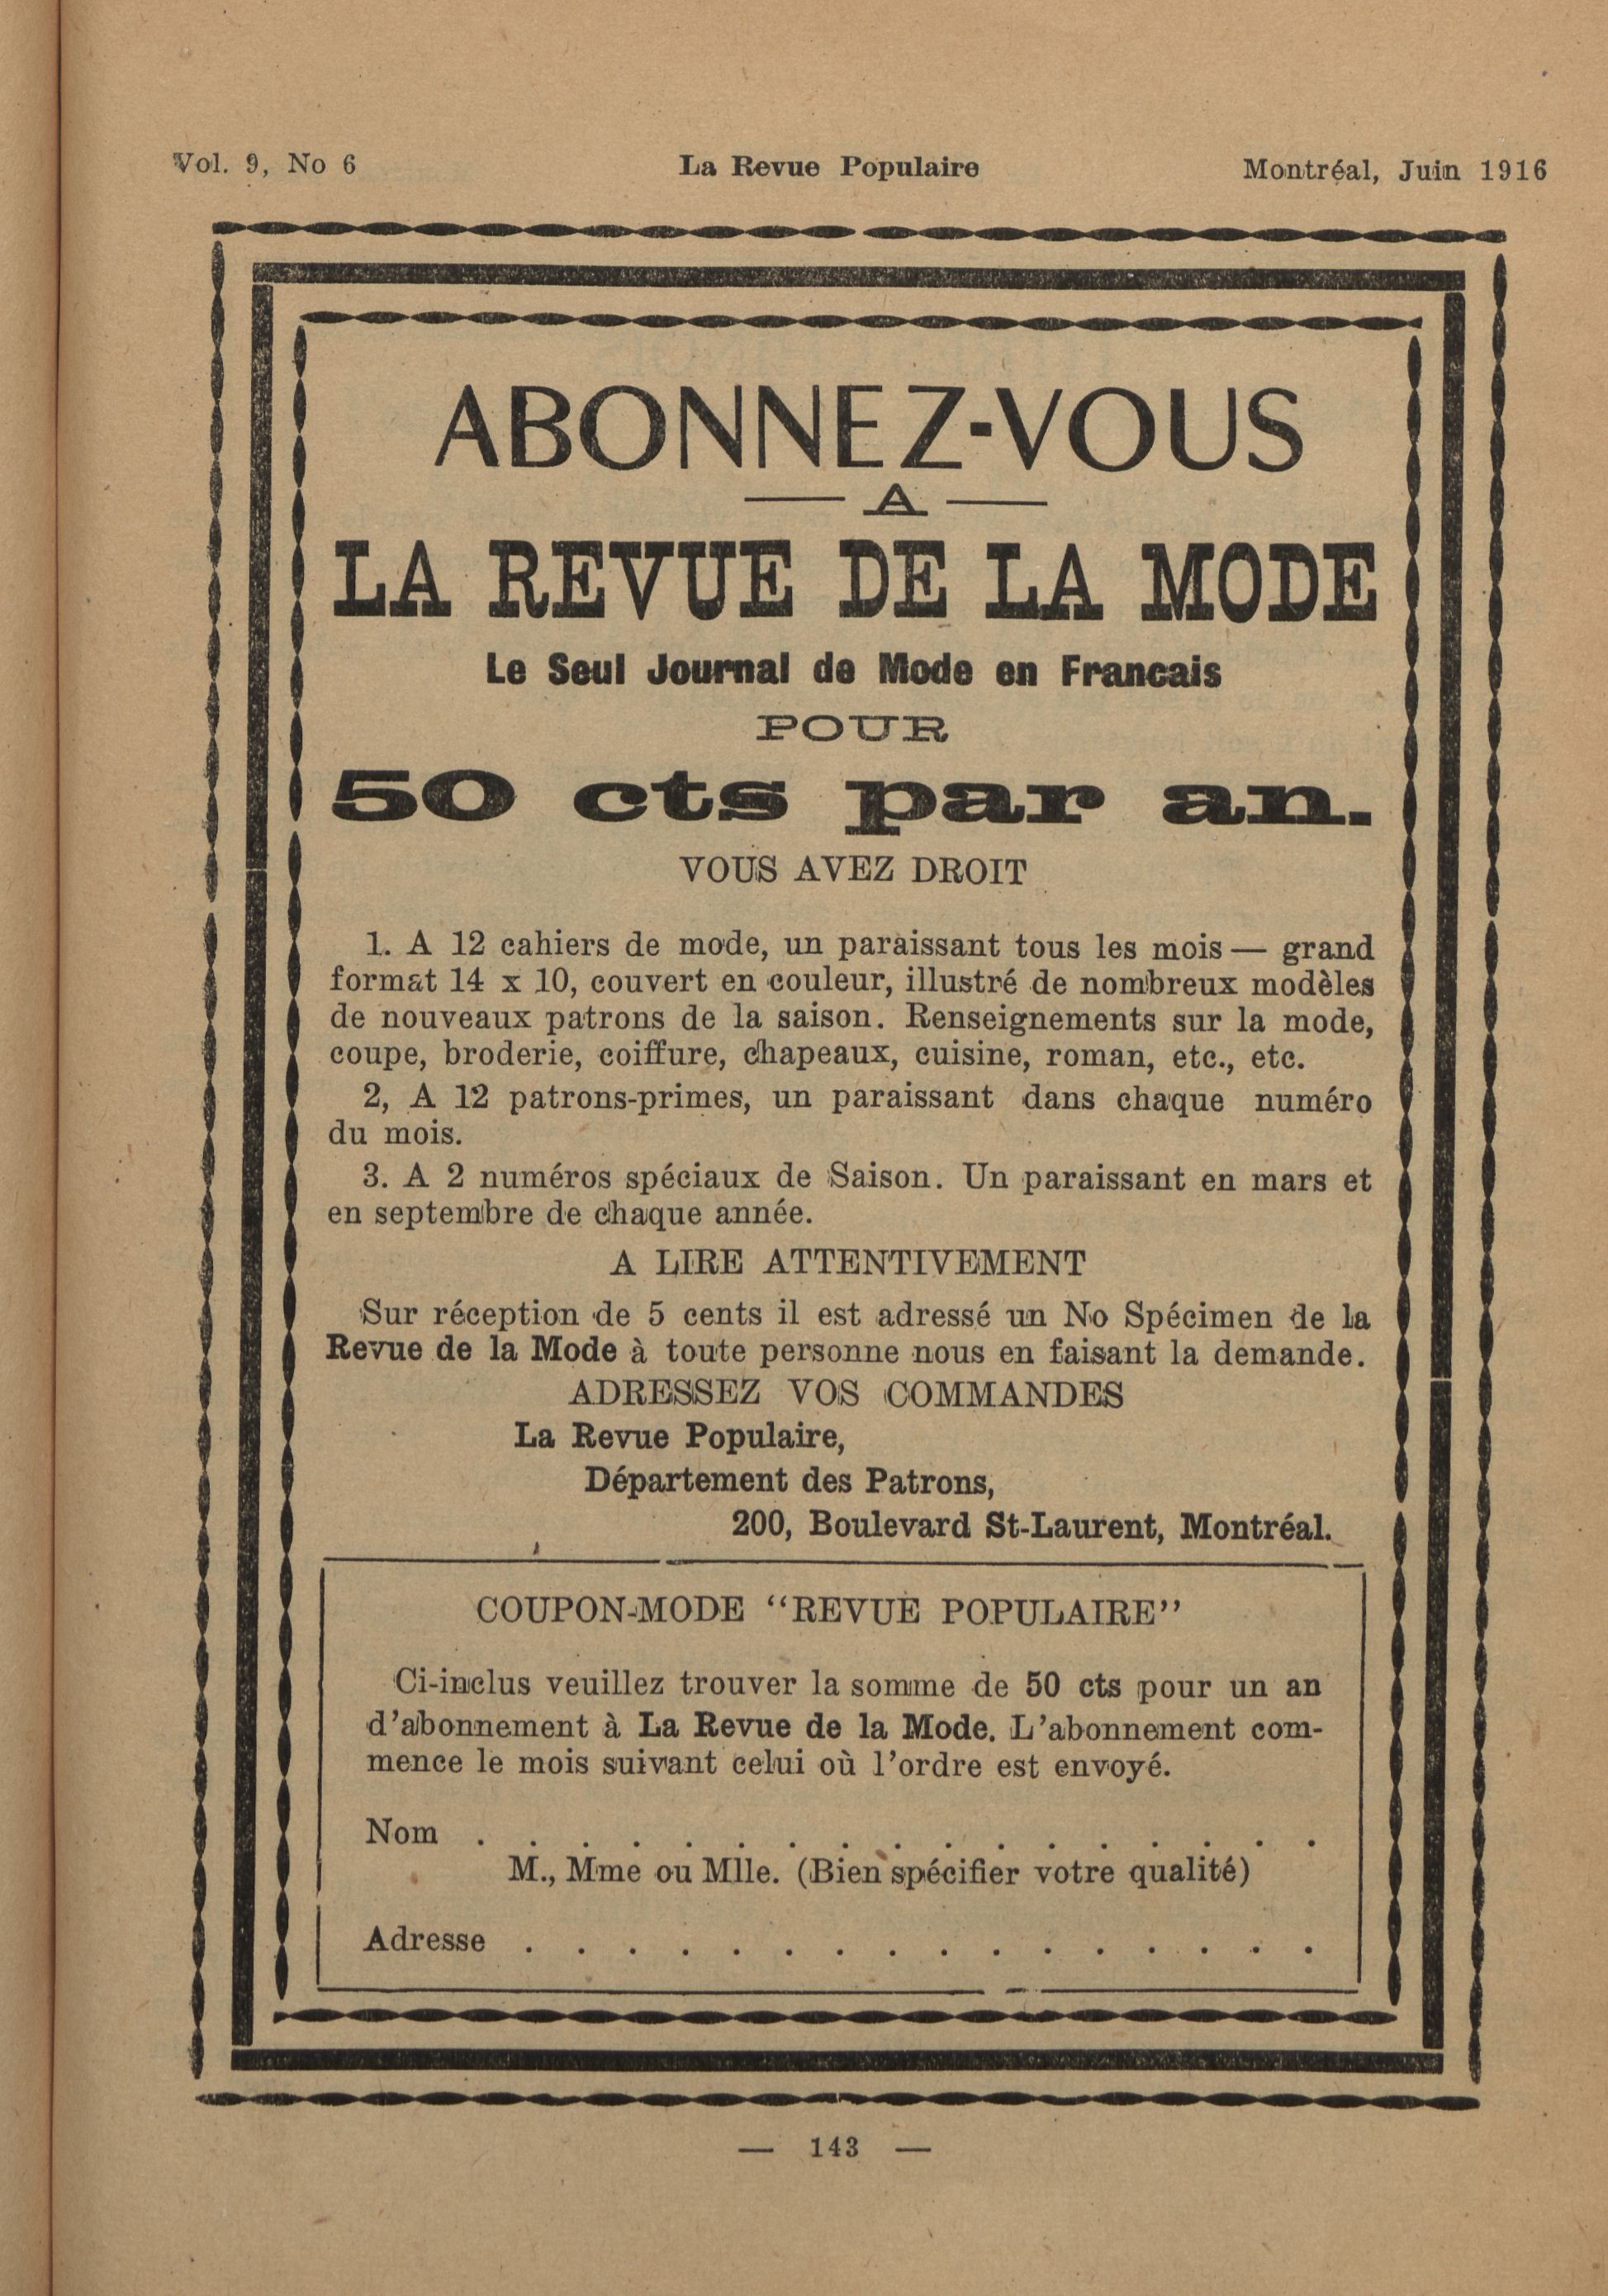 Vol. 9, No 6 La Revue Populaire Montréal, Juin 1916
ABONNEZ-VOUS
A
LA REVUE DE LA MODE
Le Seul Journal de Mode en Francais
POUR
50 cts par an.
VOUS AVEZ DROIT
1. A 12 cahiers de mode, un paraissant tous les mois — grand
format 14 x 10, couvert en couleur, illustré de nombreux modèles
de nouveaux patrons de la saison. Renseignements sur la mode,
coupe, broderie, coiffure, chapeaux, cuisine, roman, etc., etc.
2, A 12 patrons-primes, un paraissant dans chaque numéro
du mois.
3. A 2 numéros spéciaux de Saison. Un paraissant en mars et
en septembre de chaque année.
A LIRE ATTENTIVEMENT
Sur réception de 5 cents il est adressé un No Spécimen de la
Revue de la Mode à toute personne nous en faisant la demande.
ADRESSEZ VOS COMMANDES
La Revue Populaire,
Département des Patrons,
200, Boulevard St-Laurent, Montréal.
COUPON-MODE "REVUE POPULAIRE"
Ci-inclus veuillez trouver la somme de 50 cts pour un an
d'abonnement à La Revue de la Mode. L'abonnement com-
mence le mois suivant celui où l'ordre est envoyé.
Nom . . . . . . . . . . . . . . . . .
M., Mme ou Mlle. (Bien spécifier votre qualité)
Adresse . . . . . . . . . . . . . . . .
— 143 —